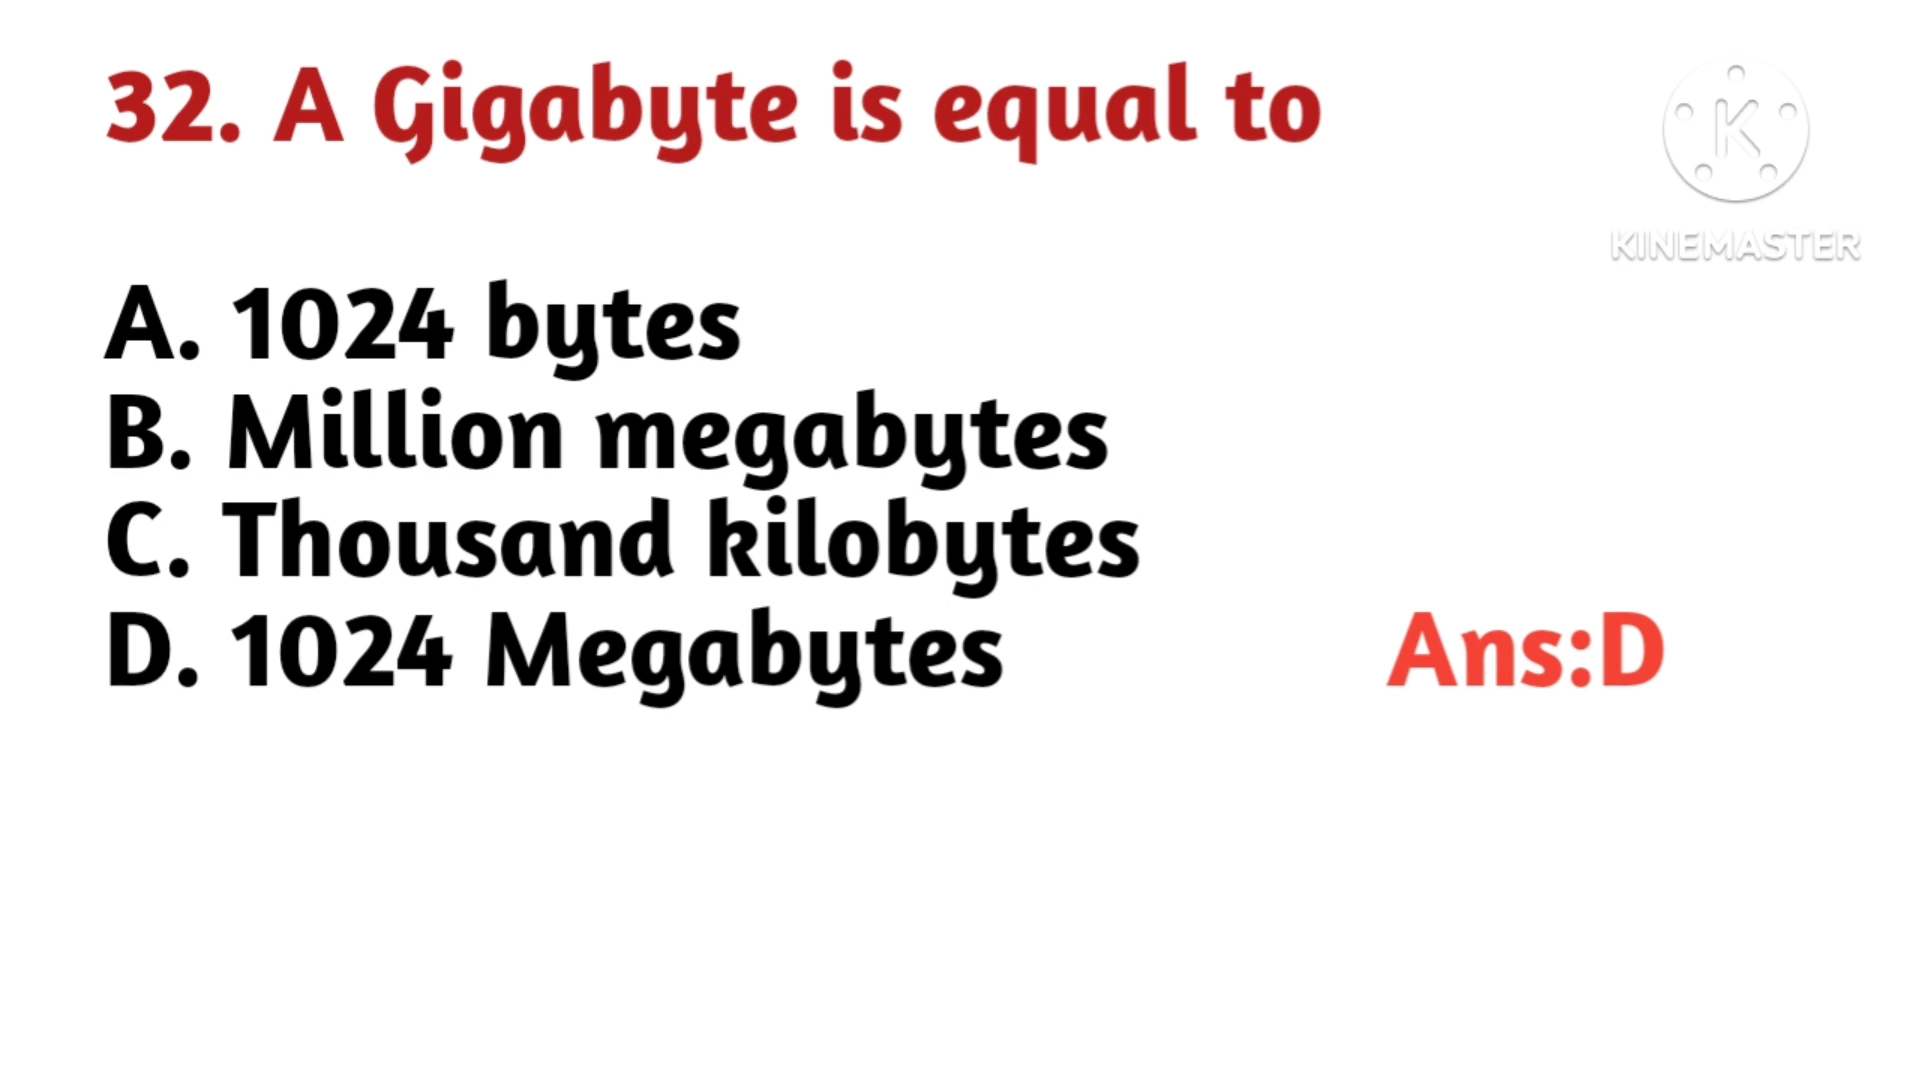 32. A Gigabyte is equal to
K
KINEMASTER
A. 1024 bytes
B. Million megabytes
C. Thousand kilobytes
D. 1024 Megabytes
Ans:D